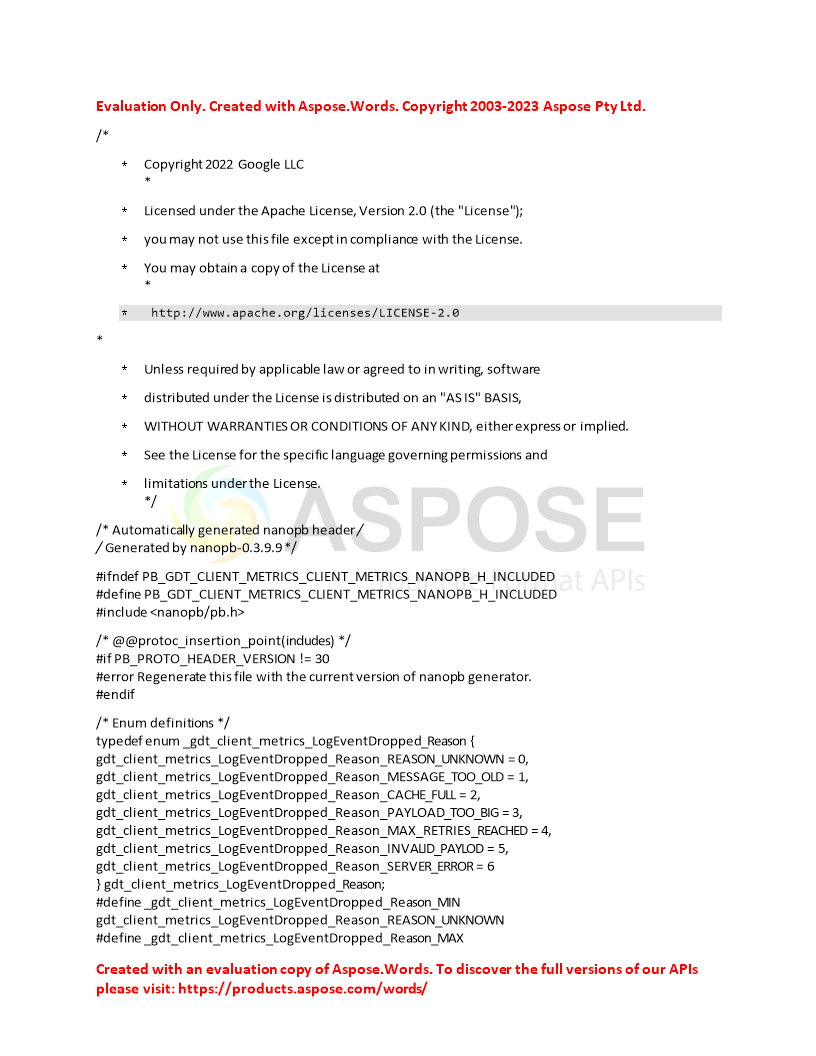 Evaluation Only. Created with Aspose.Words. Copyright 2003-2023 Aspose Pty Ltd.
/*
* Copyright 2022 Google LLC
*
* Licensed under the Apache License, Version 2.0 (the "License");
* you may not use this file except in compliance with the License.
* You may obtain a copy of the License at
*
* http://www.apache.org/licenses/LICENSE-2.0
*
* Unless required by applicable law or agreed to in writing, software
* distributed under the License is distributed on an "AS IS" BASIS,
* WITHOUT WARRANTIES OR CONDITIONS OF ANY KIND, either express or implied.
* See the License for the specific language governing permissions and
* limitations under the License.
*/
ASPOSE
/* Automatically generated nanopb header /
/ Generated by nanopb-0.3.9.9 */
#ifndef PB_GDT_CLIENT_METRICS_CLIENT_METRICS_NANOPB_H_INCLUDED
#define PB_GDT_CLIENT_METRICS_CLIENT_METRICS_NANOPB_H_INCLUDED
#include <nanopb/pb.h>
APIs
/* @@protoc_insertion_point(includes) */
#if PB_PROTO_HEADER_VERSION != 30
#error Regenerate this file with the current version of nanopb generator.
#endif
/* Enum definitions */
typedef enum _gdt_client_metrics_LogEventDropped_Reason {
gdt_client_metrics_LogEventDropped_Reason_REASON_UNKNOWN = 0,
gdt_client_metrics_LogEventDropped_Reason_MESSAGE_TOO_OLD = 1,
gdt_client_metrics_LogEventDropped_Reason_CACHE_FULL = 2,
gdt_client_metrics_LogEventDropped_Reason_PAYLOAD_TOO_BIG = 3,
gdt_client_metrics_LogEventDropped_Reason_MAX_RETRIES_REACHED = 4,
gdt_client_metrics_LogEventDropped_Reason_INVALID_PAYLOD = 5,
gdt_client_metrics_LogEventDropped_Reason_SERVER_ERROR = 6
} gdt_client_metrics_LogEventDropped_Reason;
#define _gdt_client_metrics_LogEventDropped_Reason_MIN
gdt_client_metrics_LogEventDropped_Reason_REASON_UNKNOWN
#define _gdt_client_metrics_LogEventDropped_Reason_MAX
Created with an evaluation copy of Aspose.Words. To discover the full versions of our APIs
please visit: https://products.aspose.com/words/